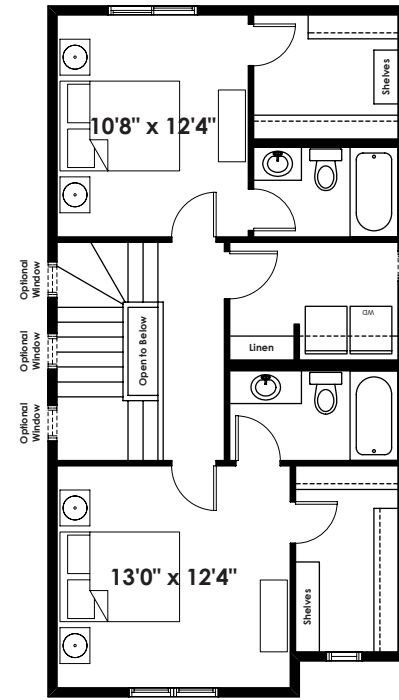 Shelves
10'8" x 12'4"
Optional
Window
WD
Optional
Window
Open to Below
Linen
Optional
Window
13'0" x 12'4"
Shelves